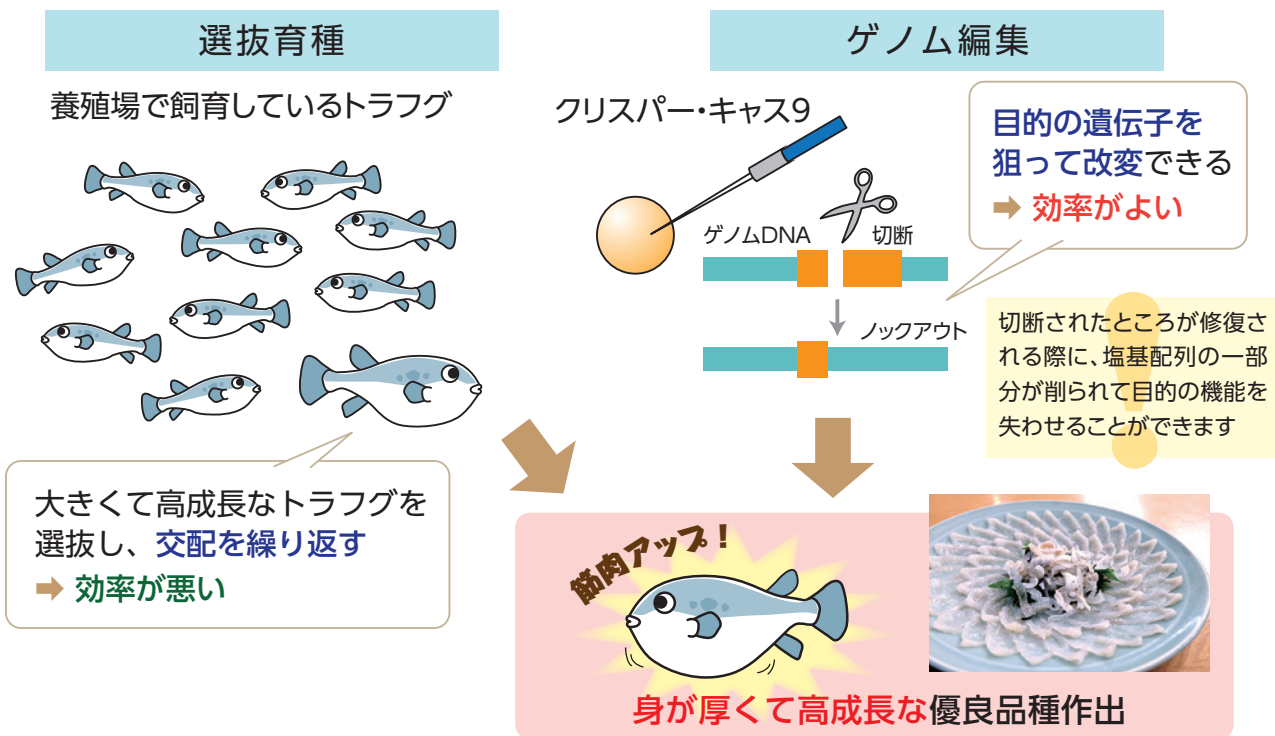 選抜育種
養殖場で飼育しているトラフグ
大きくて高成長なトラフグを
選抜し、交配を繰り返す
➡ 効率が悪い
ゲノム編集
クリスパー・キャス9
目的の遺伝子を
狙って改変できる
➡ 効率がよい
ゲノムDNA
切断
ノックアウト
切断されたところが修復さ
れる際に、塩基配列の一部
分が削られて目的の機能を
失わせることができます
筋肉アップ!
身が厚くて高成長な優良品種作出